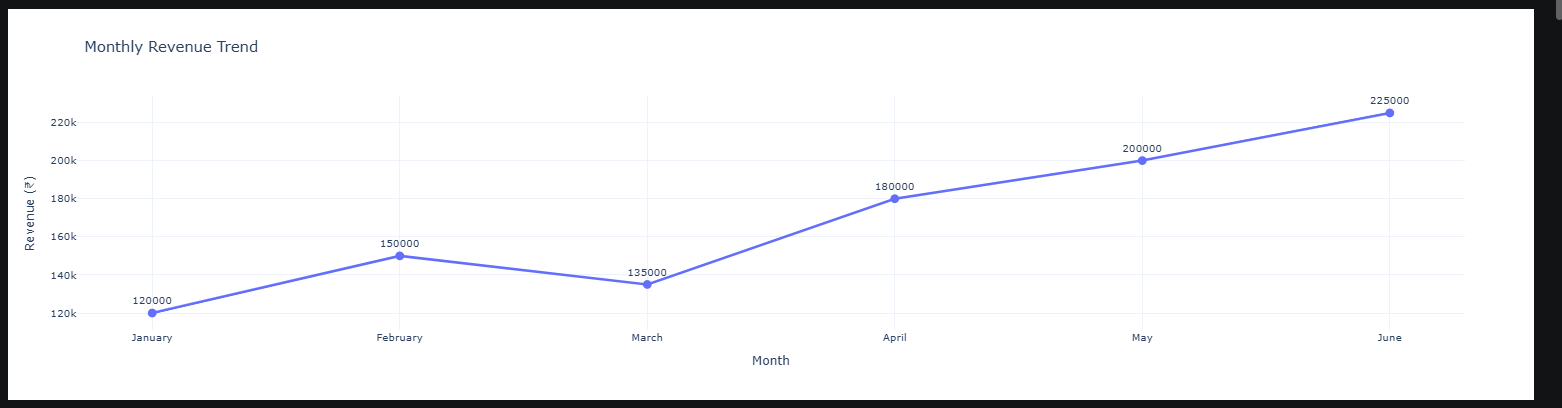 Monthly Revenue Trend
225000
220k
200000
200k
180000
180k
Revenue (₹)
160k
150000
140k
135000
120000
120k
January February March April May June
Month